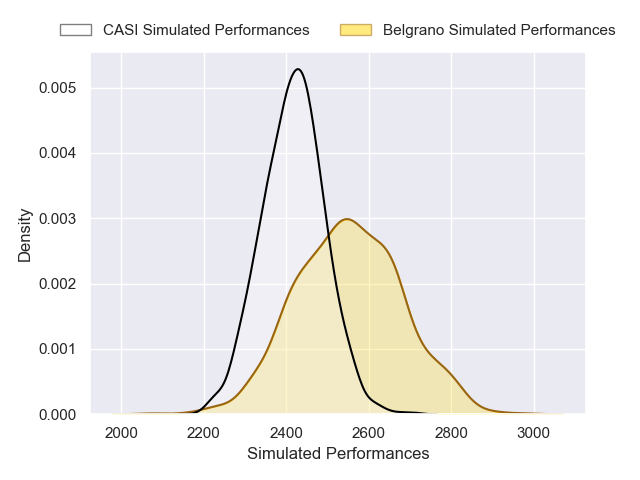 CASI Simulated Performances
Belgrano Simulated Performances
0.005
0.004
0.003
0.002
0.001
0.000
Density
2000 2200 2400 2600 2800 3000
Simulated Performances